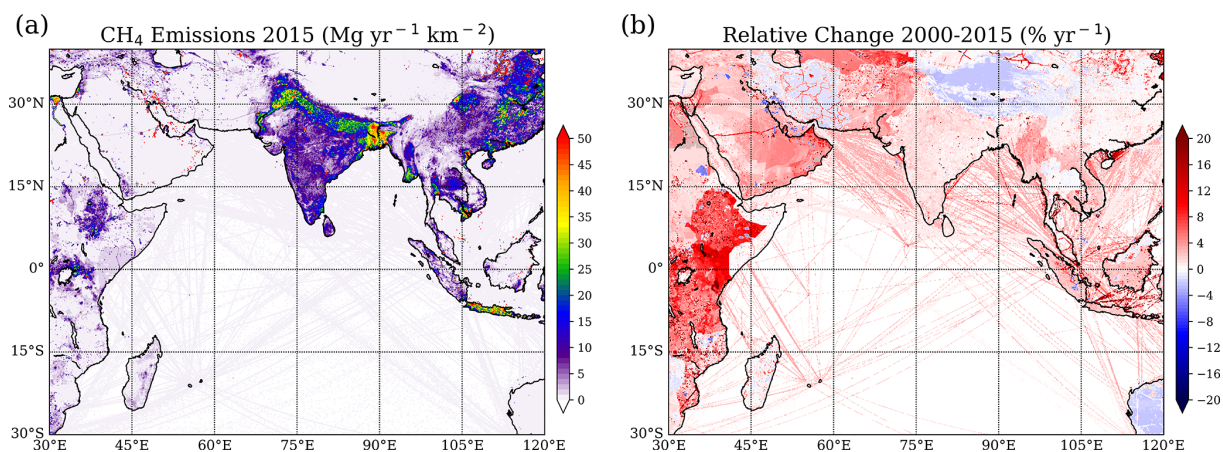 (a)
CH₄ Emissions 2015 (Mg yr⁻¹ km⁻²)
30°N
15°N
0°
15°S
30°S
30°E 45°E 60°E 75°E 90°E 105°E 120°E
50
45
40
35
30
25
20
15
10
5
0
(b)
Relative Change 2000-2015 (% yr⁻¹)
30°N
15°N
0°
15°S
30°S
30°E 45°E 60°E 75°E 90°E 105°E 120°E
20
16
12
8
4
0
−4
−8
−12
−16
−20